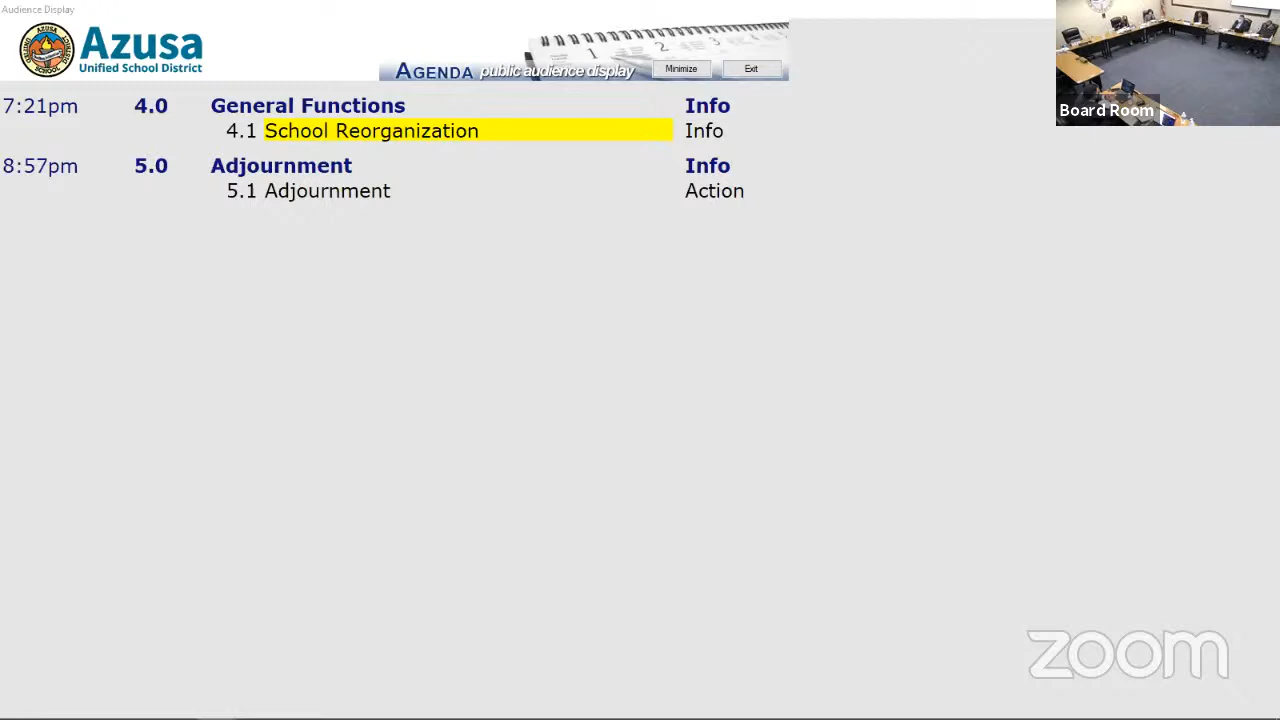 Audience Display
Azusa
Unified School District
AGENDA public audience display
Minimize
Exit
Board Room
7:21pm 4.0 General Functions Info
4.1 School Reorganization Info
8:57pm 5.0 Adjournment Info
5.1 Adjournment Action
zoom